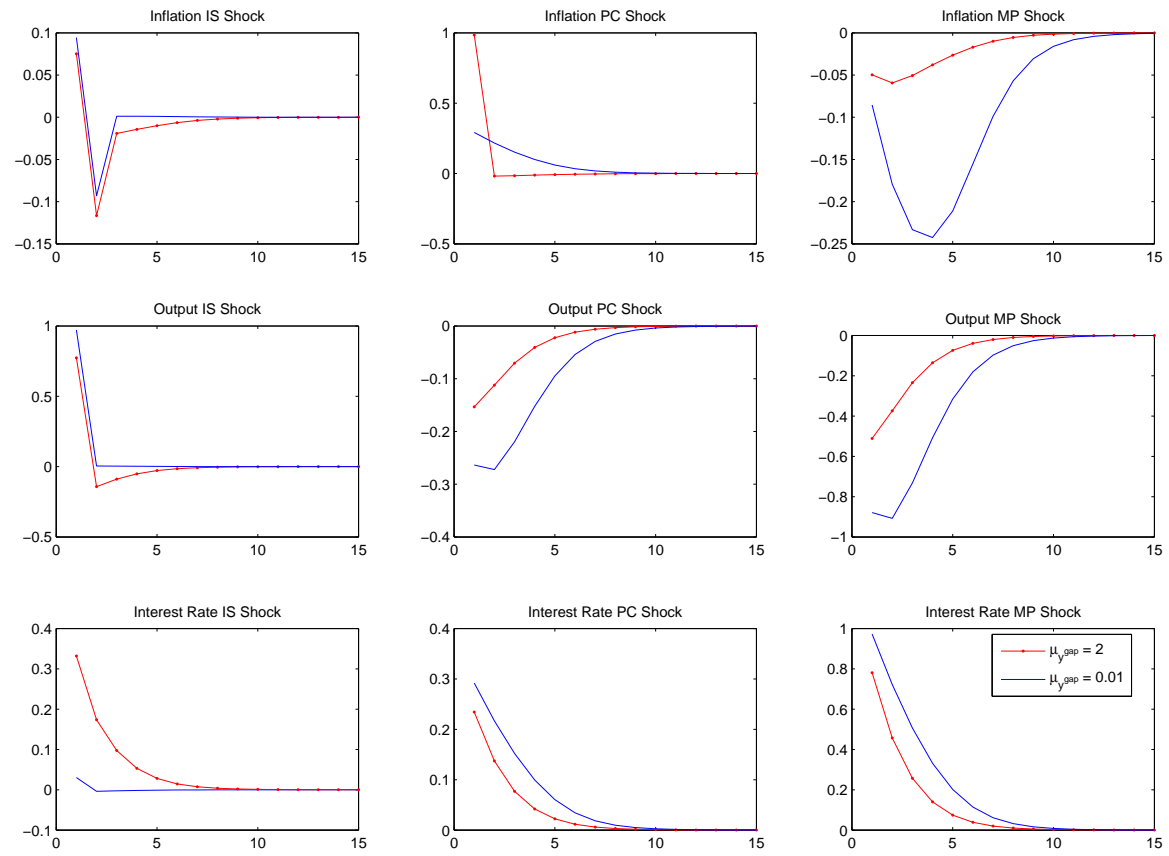 Inflation IS Shock
0.1
0.05
0
−0.05
−0.1
−0.15
0 5 10 15
Inflation PC Shock
1
0.5
0
−0.5
0 5 10 15
Inflation MP Shock
0
−0.05
−0.1
−0.15
−0.2
−0.25
0 5 10 15
Output IS Shock
1
0.5
0
−0.5
0 5 10 15
Output PC Shock
0
−0.1
−0.2
−0.3
−0.4
0 5 10 15
Output MP Shock
0
−0.2
−0.4
−0.6
−0.8
−1
0 5 10 15
Interest Rate IS Shock
0.4
0.3
0.2
0.1
0
−0.1
0 5 10 15
Interest Rate PC Shock
0.4
0.3
0.2
0.1
0
0 5 10 15
Interest Rate MP Shock
1
0.8
0.6
0.4
0.2
0
0 5 10 15
μ_y^gap = 2
μ_y^gap = 0.01